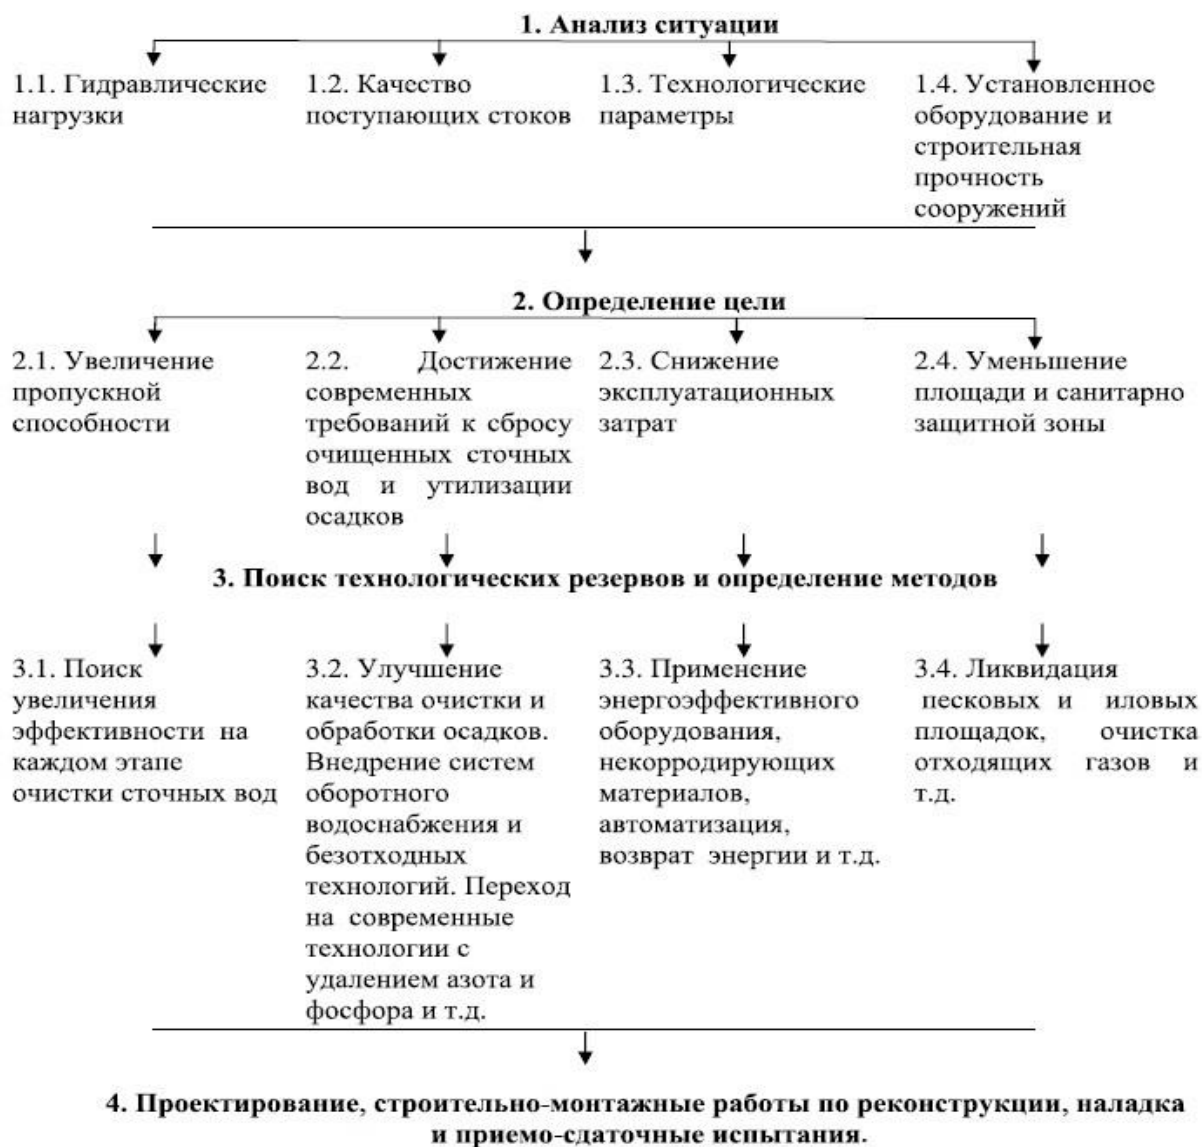 1. Анализ ситуации
1.1. Гидравлические
нагрузки
1.2. Качество
поступающих стоков
1.3. Технологические
параметры
1.4. Установленное
оборудование и
строительная
прочность
сооружений
2. Определение цели
2.1. Увеличение
пропускной
способности
2.2. Достижение
современных
требований к сбросу
очищенных сточных
вод и утилизации
осадков
2.3. Снижение
эксплуатационных
затрат
2.4. Уменьшение
площади и санитарно
защитной зоны
3. Поиск технологических резервов и определение методов
3.1. Поиск
увеличения
эффективности на
каждом этапе
очистки сточных вод
3.2. Улучшение
качества очистки и
обработки осадков.
Внедрение систем
оборотного
водоснабжения и
безотходных
технологий. Переход
на современные
технологии с
удалением азота и
фосфора и т.д.
3.3. Применение
энергоэффективного
оборудования,
некорродирующих
материалов,
автоматизация,
возврат энергии и т.д.
3.4. Ликвидация
песковых и иловых
площадок, очистка
отходящих газов и
т.д.
4. Проектирование, строительно-монтажные работы по реконструкции, наладка
и приемо-сдаточные испытания.